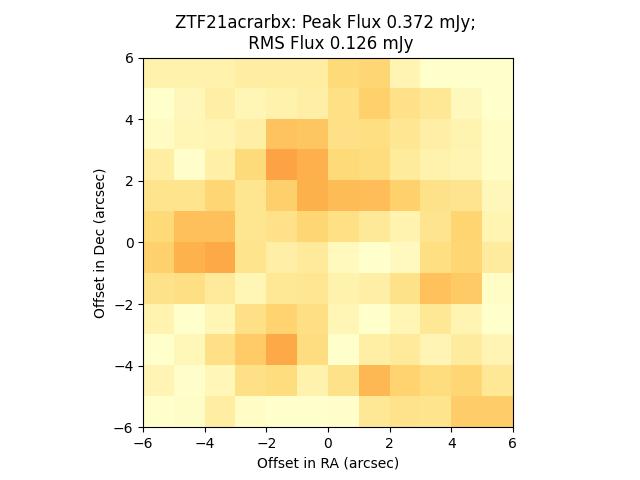 ZTF21acrarbx: Peak Flux 0.372 mJy;
RMS Flux 0.126 mJy
6
4
2
0
−2
−4
−6
Offset in Dec (arcsec)
−6 −4 −2 0 2 4 6
Offset in RA (arcsec)